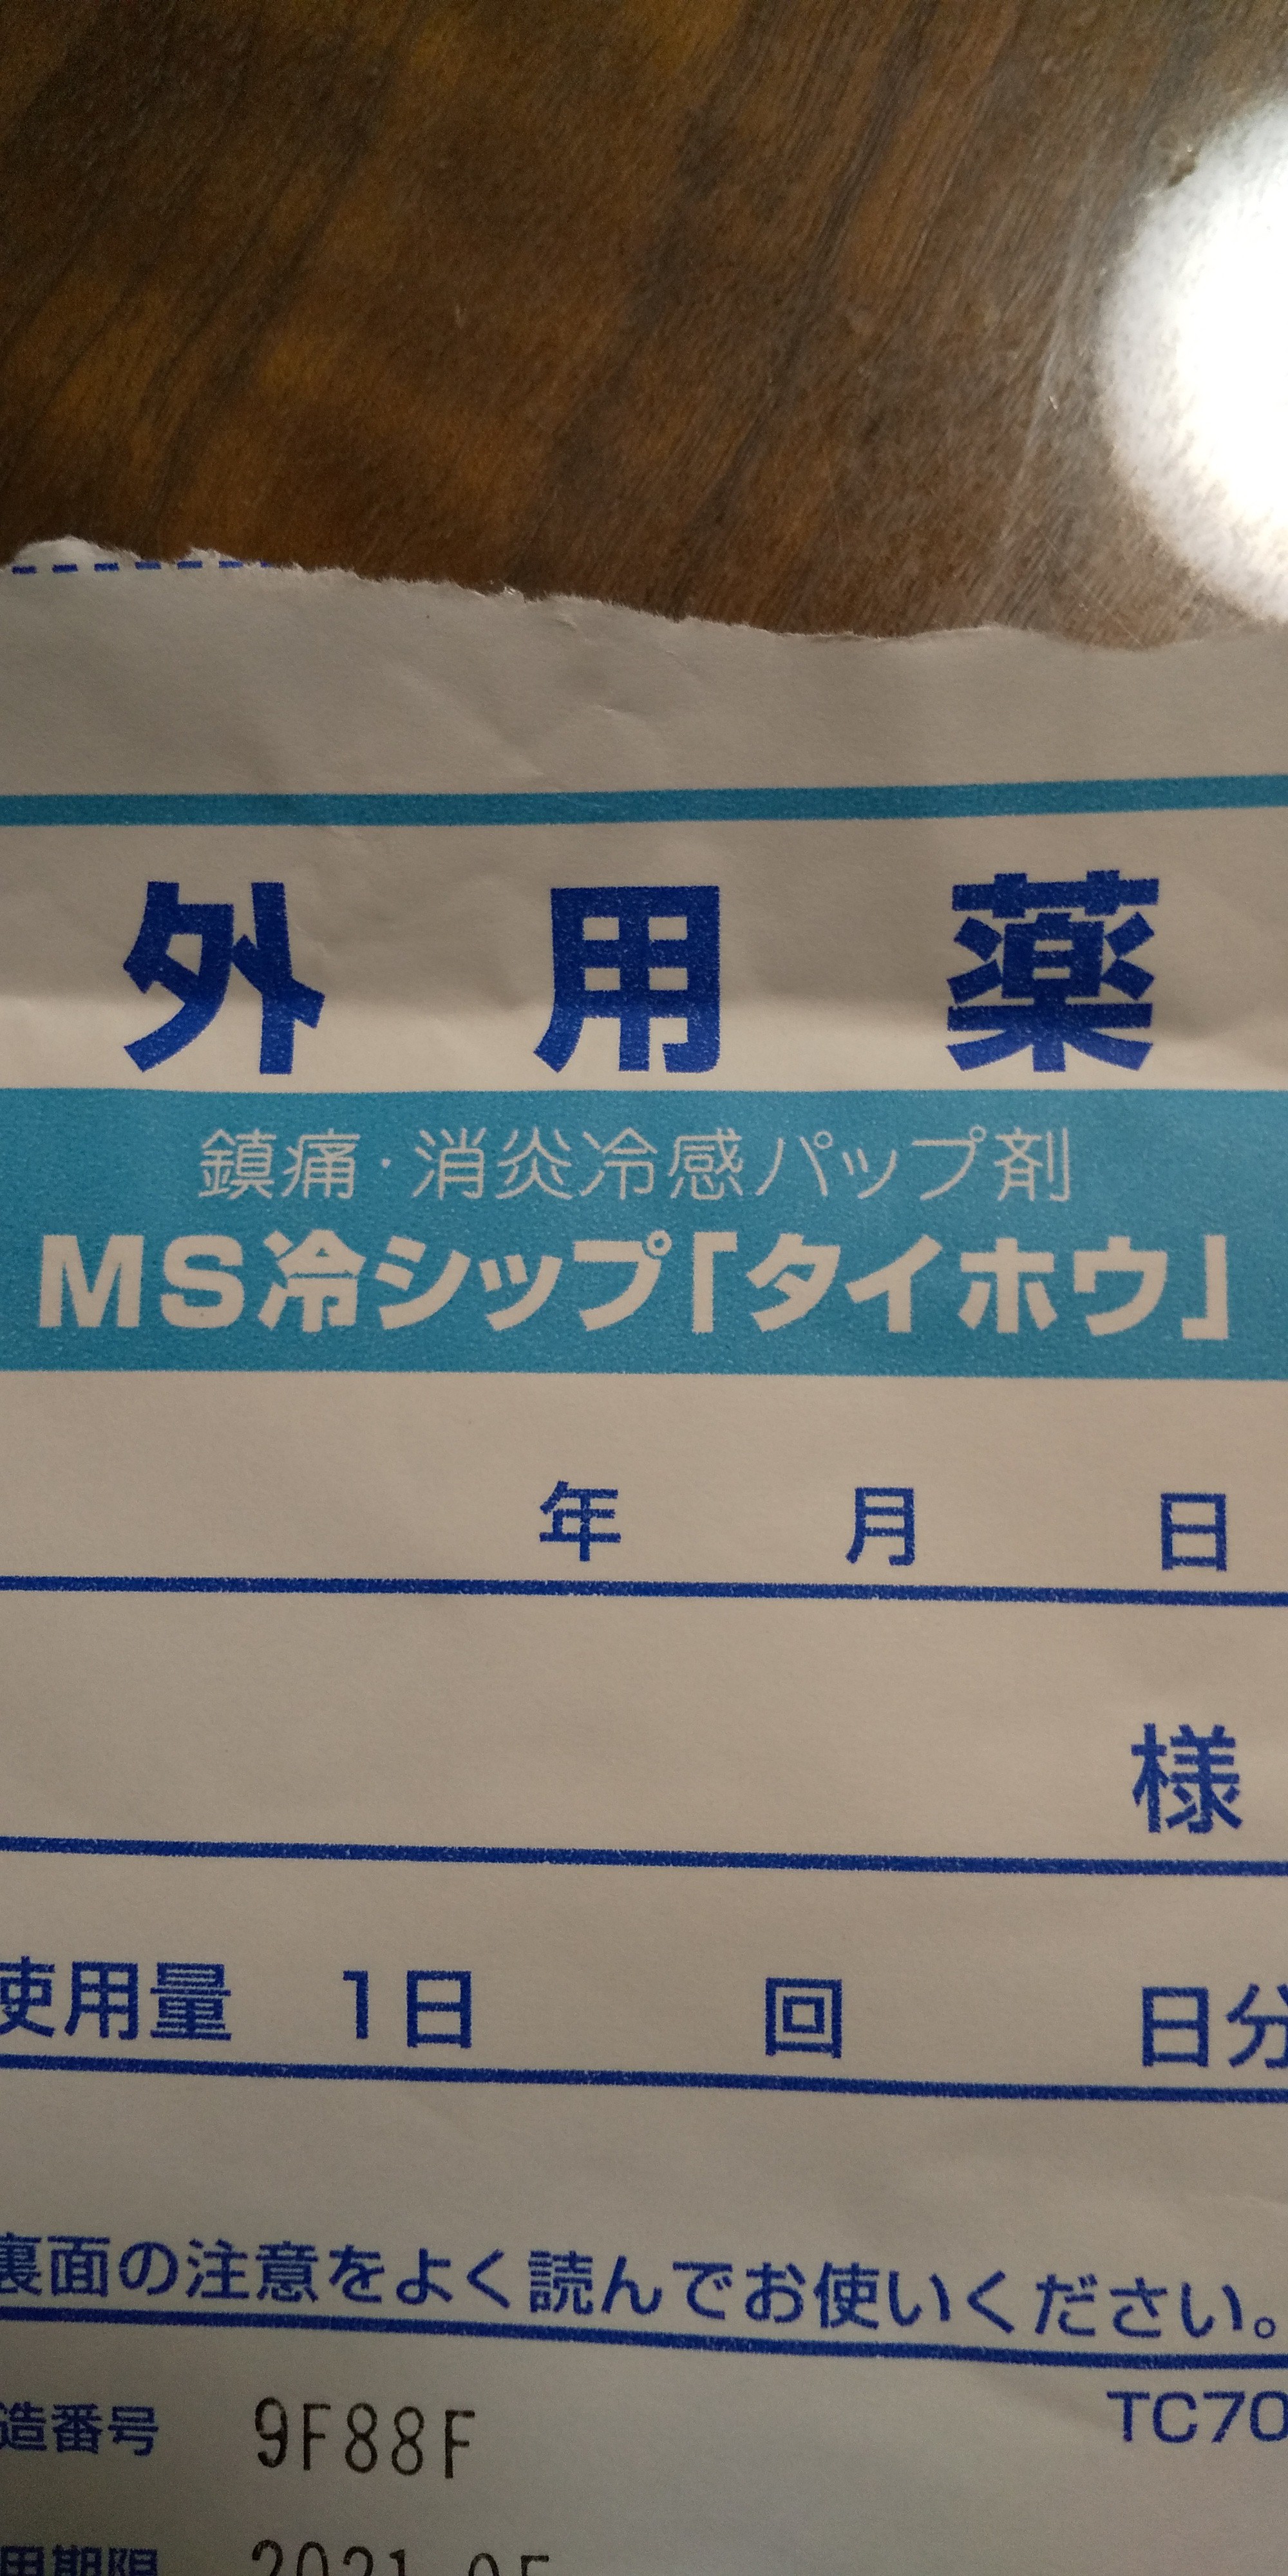 外用薬
鎮痛・消炎冷感パップ剤
MS冷シップ「タイホウ」
年 月 日
様
使用量 1日 回 日分
裏面の注意をよく読んでお使いください。
TC70
造番号 9F88F
用期限